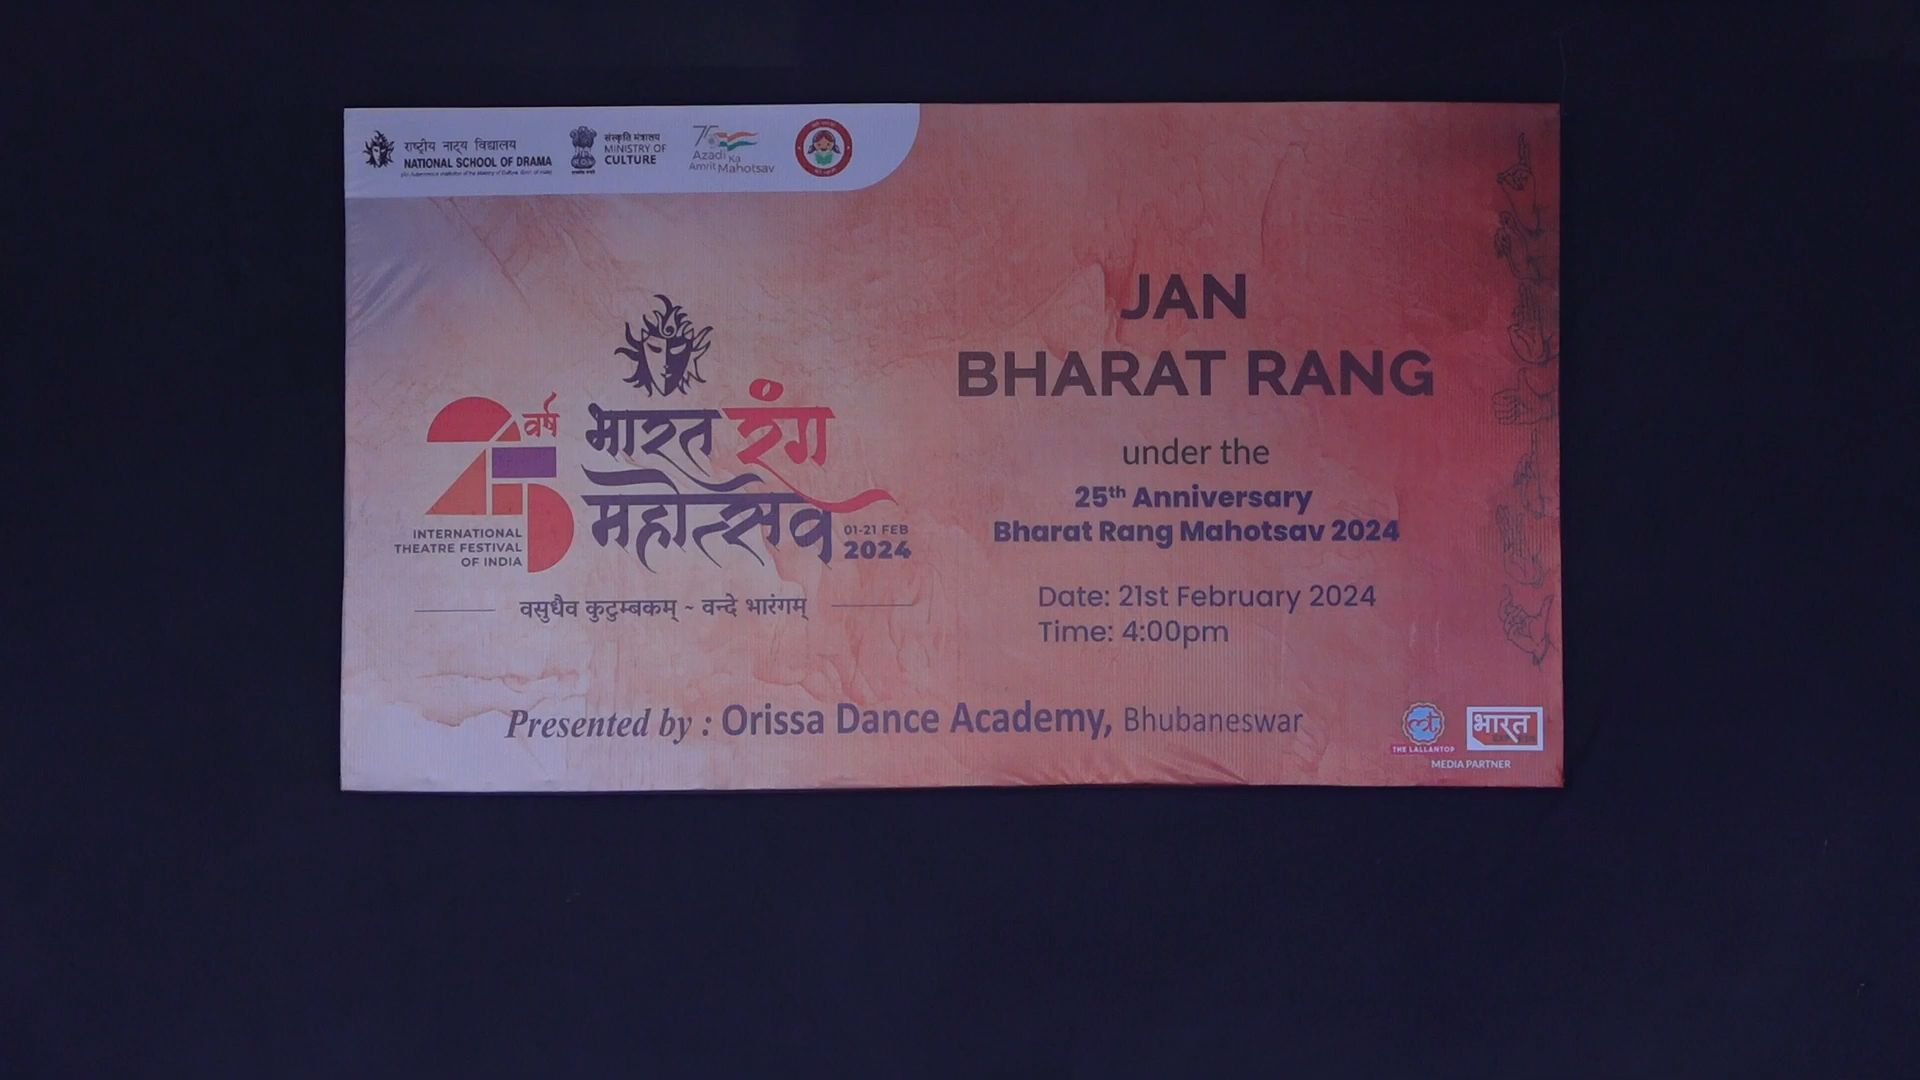 राष्ट्रीय नाट्य विद्यालय
NATIONAL SCHOOL OF DRAMA
संस्कृति मंत्रालय
MINISTRY OF
CULTURE
75
Azadi Ka
Amrit Mahotsav
JAN
BHARAT RANG
under the
25th Anniversary
Bharat Rang Mahotsav 2024
Date: 21st February 2024
Time: 4:00pm
25 वर्ष
भारत रंग
महोत्सव
01-21 FEB
2024
INTERNATIONAL
THEATRE FESTIVAL
OF INDIA
वसुधैव कुटुम्बकम् ~ वन्दे भारंगम्
Presented by : Orissa Dance Academy, Bhubaneswar
THE LALLANTOP
भारत
MEDIA PARTNER